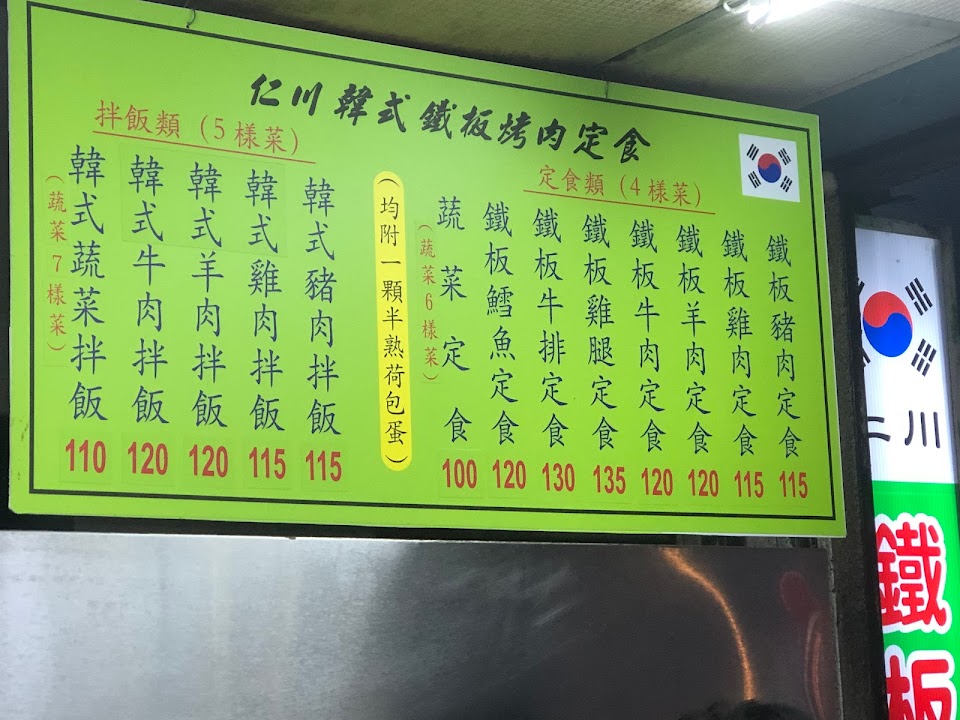 仁川韓式鐵板烤肉定食
定食類(4樣菜)
鐵板豬肉定食
115
鐵板雞肉定食
115
鐵板羊肉定食
120
鐵板牛肉定食
120
鐵板雞腿定食
135
鐵板牛排定食
130
鐵板鱈魚定食
120
蔬菜定食
(蔬菜6樣菜)
100
(均附一顆半熟荷包蛋)
拌飯類(5樣菜)
韓式豬肉拌飯
115
韓式雞肉拌飯
115
韓式羊肉拌飯
120
韓式牛肉拌飯
120
韓式蔬菜拌飯
(蔬菜7樣菜)
110
仁川
鐵板